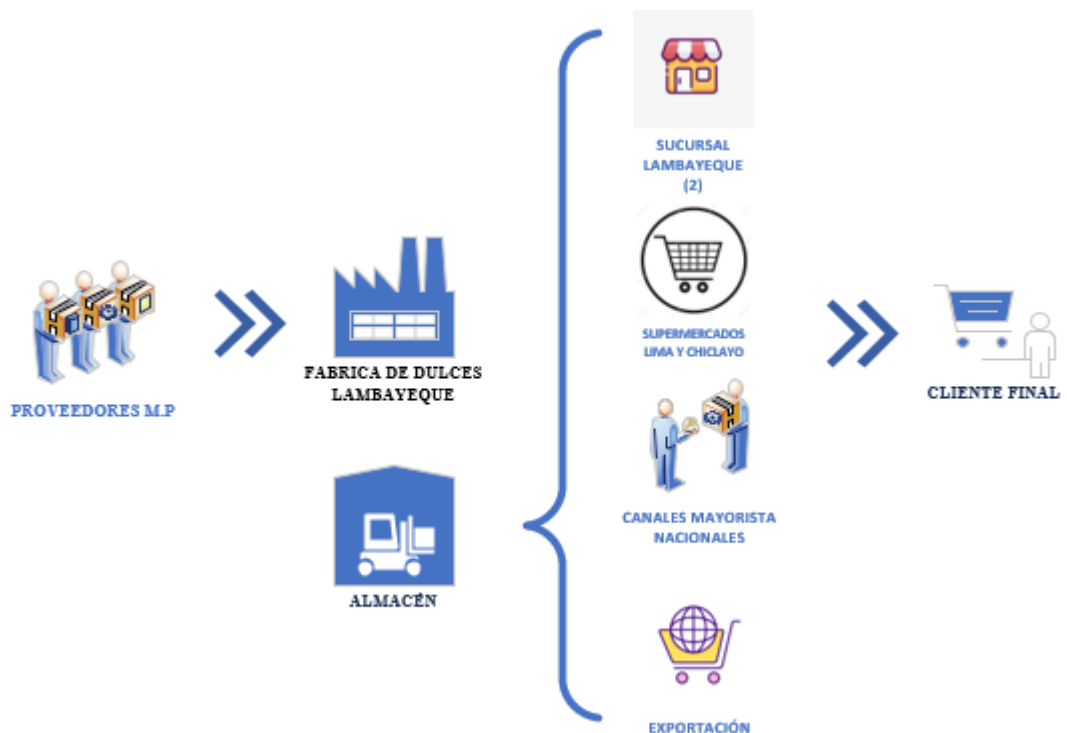 PROVEEDORES M.P
FABRICA DE DULCES
LAMBAYEQUE
ALMACÉN
SUCURSAL
LAMBAYEQUE
(2)
SUPERMERCADOS
LIMA Y CHICLAYO
CANALES MAYORISTA
NACIONALES
EXPORTACIÓN
CLIENTE FINAL